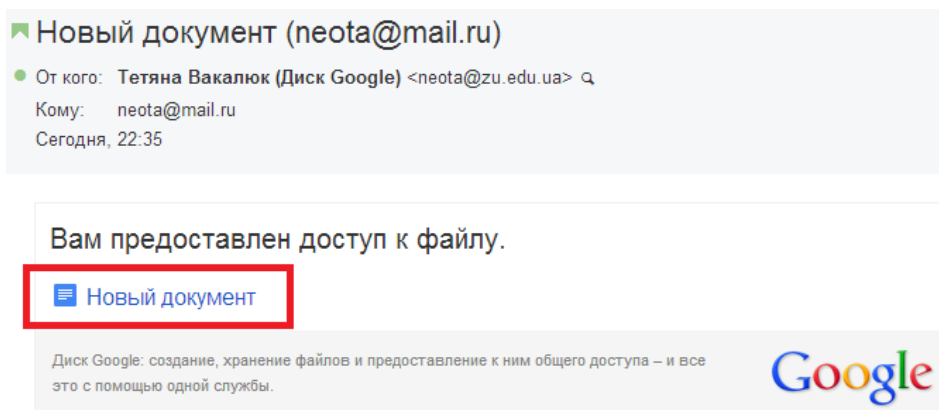 Новый документ (neota@mail.ru)
От кого: Тетяна Вакалюк (Диск Google) <neota@zu.edu.ua>
Кому: neota@mail.ru
Сегодня, 22:35
Вам предоставлен доступ к файлу.
Новый документ
Диск Google: создание, хранение файлов и предоставление к ним общего доступа – и все
это с помощью одной службы.
Google